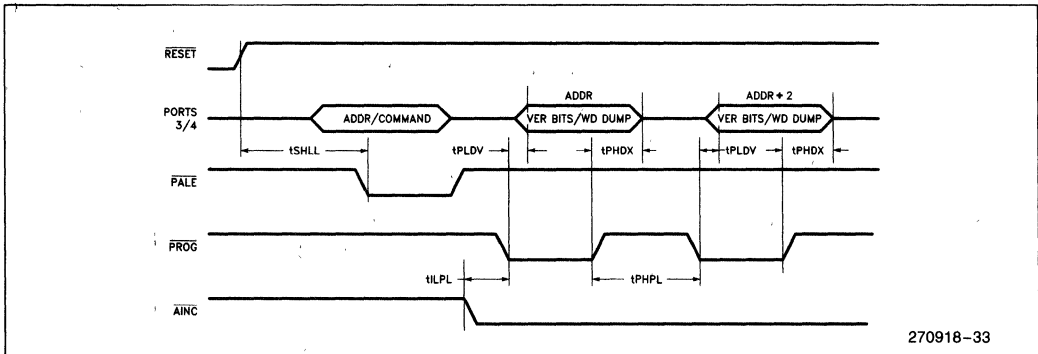 RESET
PORTS
3/4
ADDR/COMMAND
ADDR
VER BITS/WD DUMP
ADDR + 2
VER BITS/WD DUMP
tSHLL
tPLDV
tPHDX
tPLDV
tPHDX
PALE
PROG
tILPL
tPHPL
AINC
270918-33